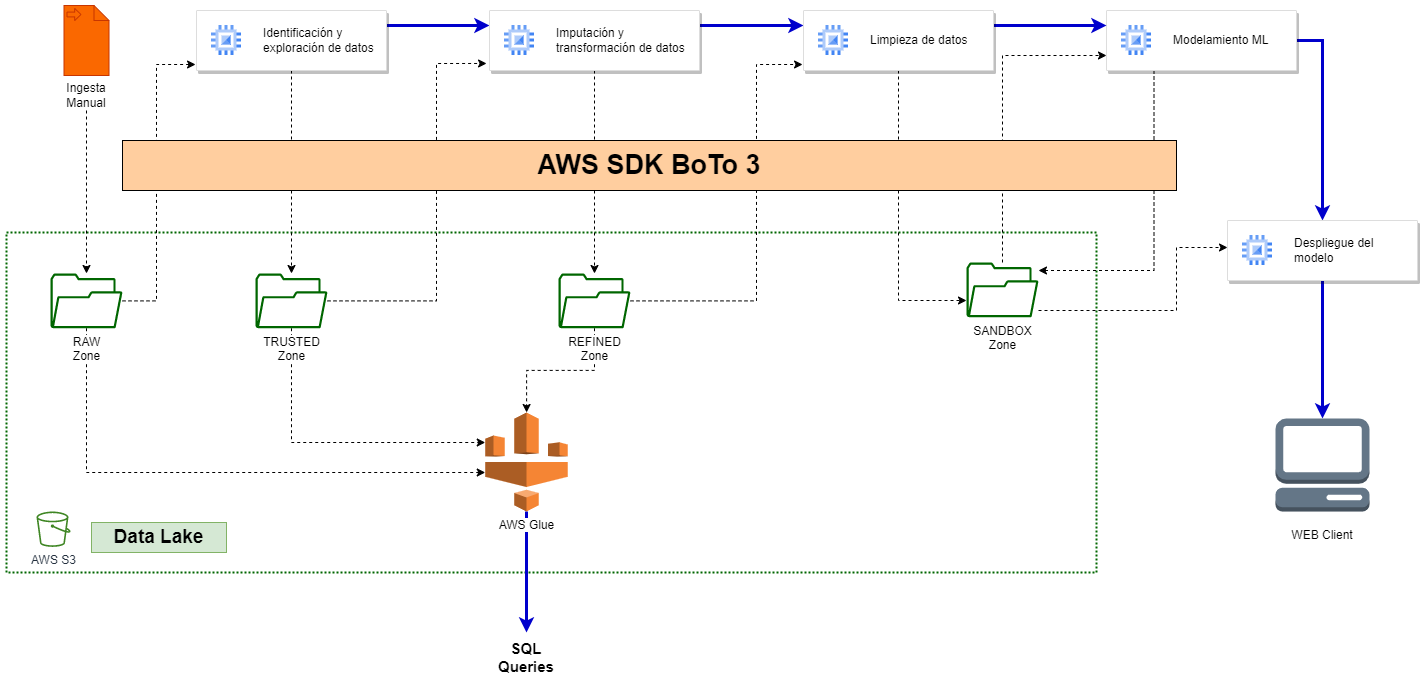 Ingesta
Manual
Identificación y
exploración de datos
Imputación y
transformación de datos
Limpieza de datos
Modelamiento ML
AWS SDK BoTo 3
Despliegue del
modelo
RAW
Zone
TRUSTED
Zone
REFINED
Zone
SANDBOX
Zone
AWS Glue
AWS S3
Data Lake
WEB Client
SQL
Queries